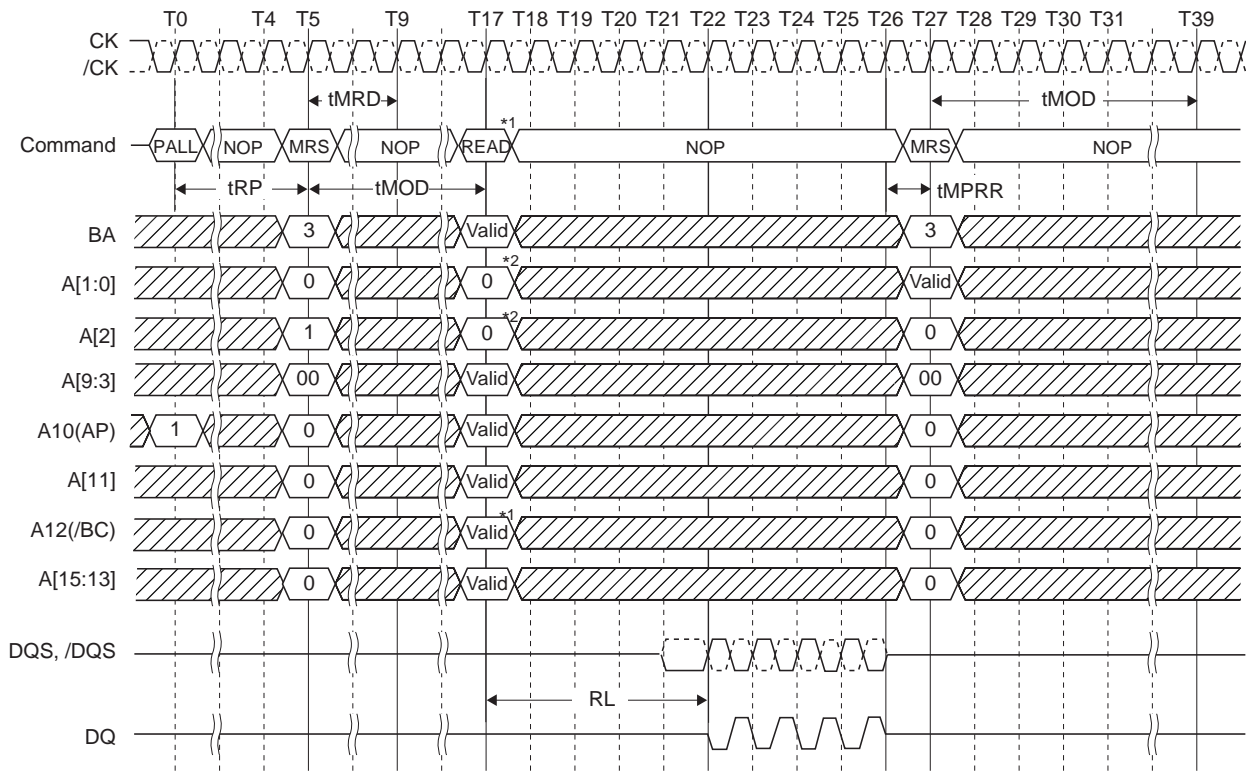 T0 T4 T5 T9 T17 T18 T19 T20 T21 T22 T23 T24 T25 T26 T27 T28 T29 T30 T31 T39
CK
/CK
tMRD tMOD
Command PALL NOP MRS NOP READ *1 NOP MRS NOP
tRP tMOD tMPRR
BA 3 Valid 3
A[1:0] 0 0 *2 Valid
A[2] 1 0 *2 0
A[9:3] 00 Valid 00
A10(AP) 1 0 Valid 0
A[11] 0 Valid 0
A12(/BC) 0 Valid *1 0
A[15:13] 0 Valid 0
DQS, /DQS
RL
DQ